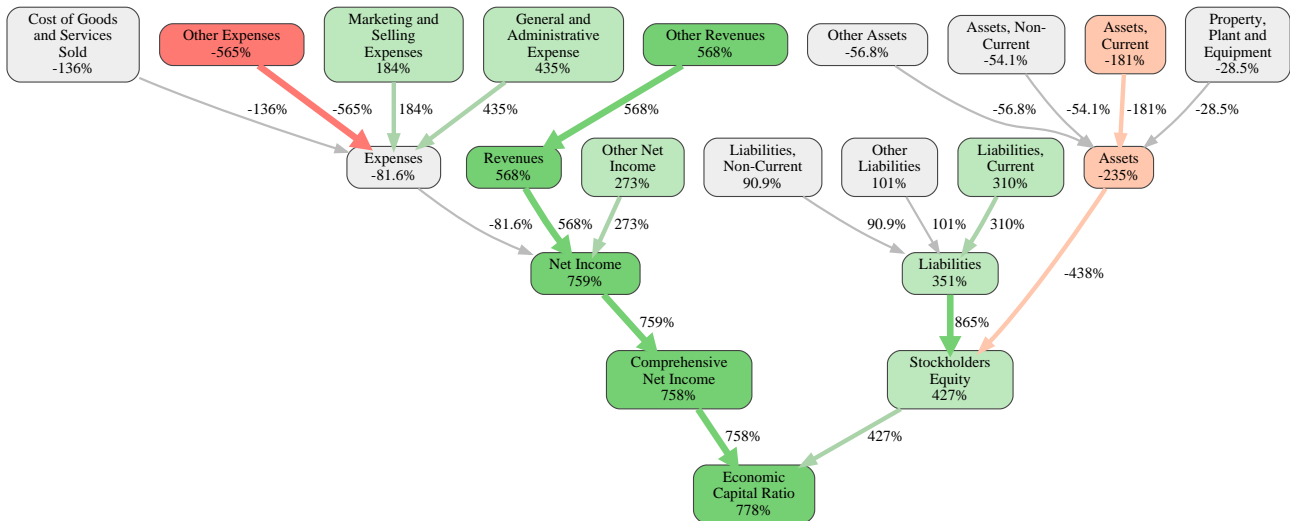 Cost of Goods
and Services
Sold
-136%
Other Expenses
-565%
Marketing and
Selling
Expenses
184%
General and
Administrative
Expense
435%
Other Revenues
568%
Other Assets
-56.8%
Assets, Non-
Current
-54.1%
Assets,
Current
-181%
Property,
Plant and
Equipment
-28.5%
-136%
-565%
184%
435%
568%
-56.8%
-54.1%
-181%
-28.5%
Expenses
-81.6%
Revenues
568%
Other Net
Income
273%
Liabilities,
Non-Current
90.9%
Other
Liabilities
101%
Liabilities,
Current
310%
Assets
-235%
-81.6%
568%
273%
90.9%
101%
310%
Net Income
759%
Liabilities
351%
-438%
759%
865%
Comprehensive
Net Income
758%
Stockholders
Equity
427%
758%
427%
Economic
Capital Ratio
778%